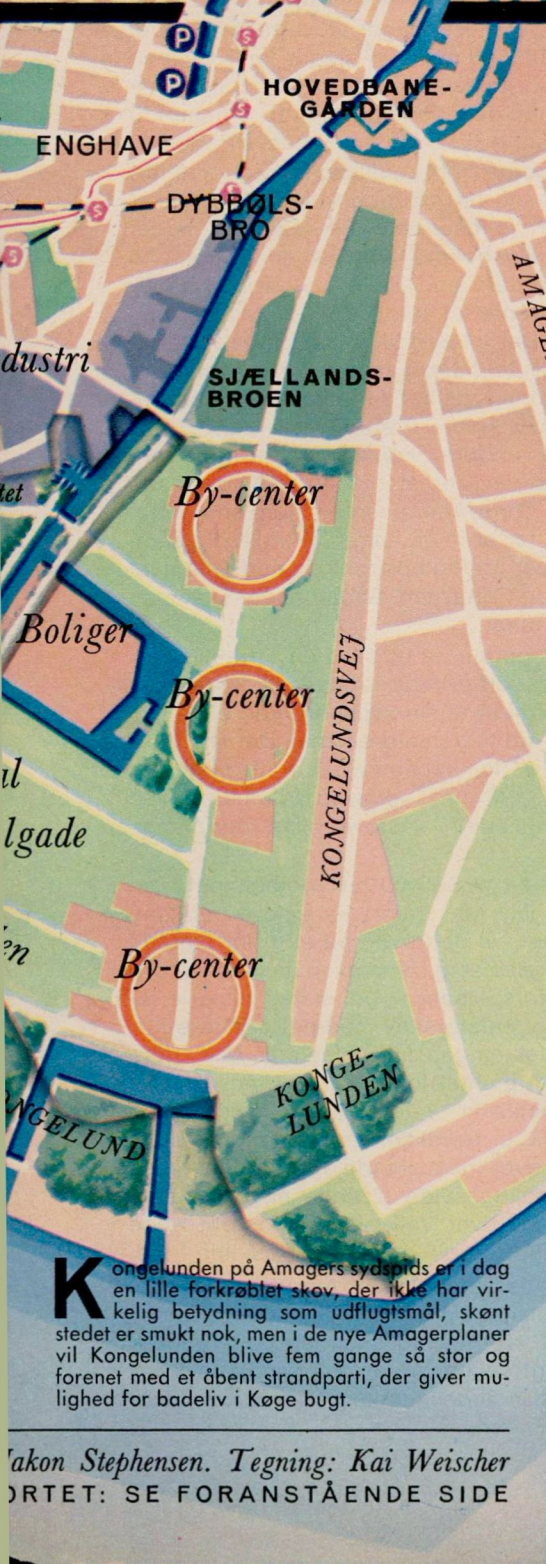 P
S
P
HOVEDBANE-
GÅRDEN
S
ENGHAVE
S
DYBBØLS-
BRO
S
S
AMAGE
dustri
SJÆLLANDS-
BROEN
By-center
tet
Boliger
By-center
KONGELUNDSVEJ
al
lgade
By-center
en
KONGE-
LUNDEN
ONGELUND
Kongelunden på Amagers sydspids er i dag
en lille forkrøblet skov, der ikke har vir-
kelig betydning som udflugtsmål, skønt
stedet er smukt nok, men i de nye Amagerplaner
vil Kongelunden blive fem gange så stor og
forenet med et åbent strandparti, der giver mu-
lighed for badeliv i Køge bugt.
akon Stephensen. Tegning: Kai Weischer
ORTET: SE FORANSTÅENDE SIDE